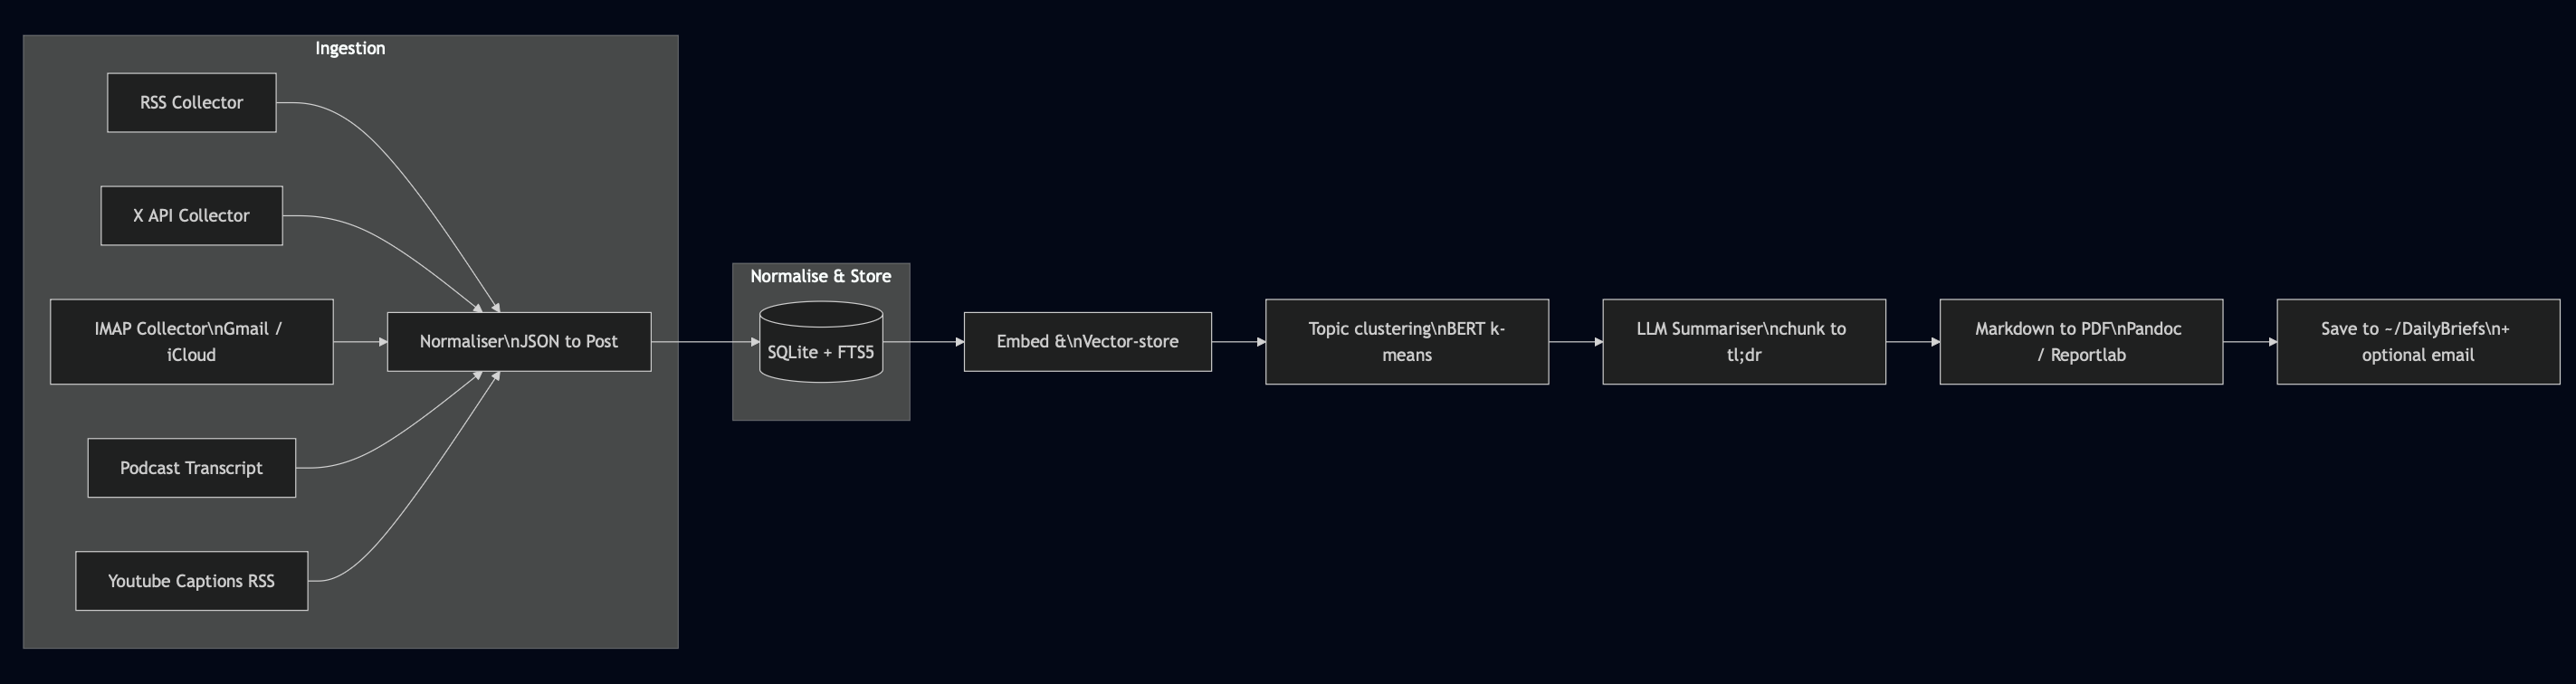 Ingestion
RSS Collector
X API Collector
IMAP Collector\nGmail /
iCloud
Podcast Transcript
Youtube Captions RSS
Normaliser\nJSON to Post
Normalise & Store
SQLite + FTS5
Embed &\nVector-store
Topic clustering\nBERT k-
means
LLM Summariser\nchunk to
tl;dr
Markdown to PDF\nPandoc
/ Reportlab
Save to ~/DailyBriefs\n+
optional email